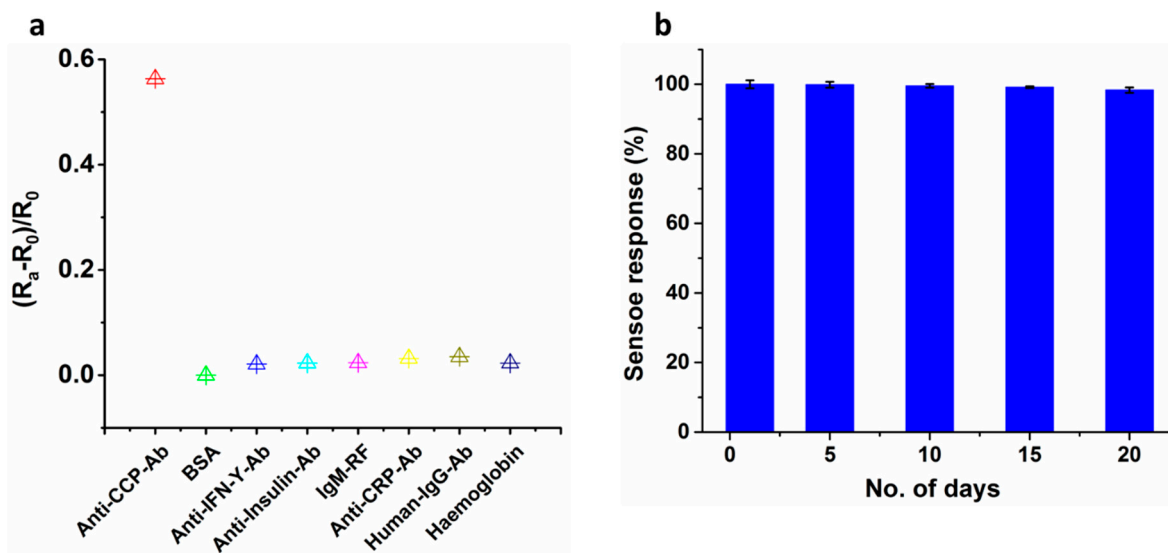 a
0.6
0.4
0.2
0.0
(Ra-R0)/R0
Anti-CCP-Ab
BSA
Anti-IFN-Y-Ab
Anti-Insulin-Ab
IgM-RF
Anti-CRP-Ab
Human-IgG-Ab
Haemoglobin
b
100
80
60
40
20
0
Sensoe response (%)
0 5 10 15 20
No. of days